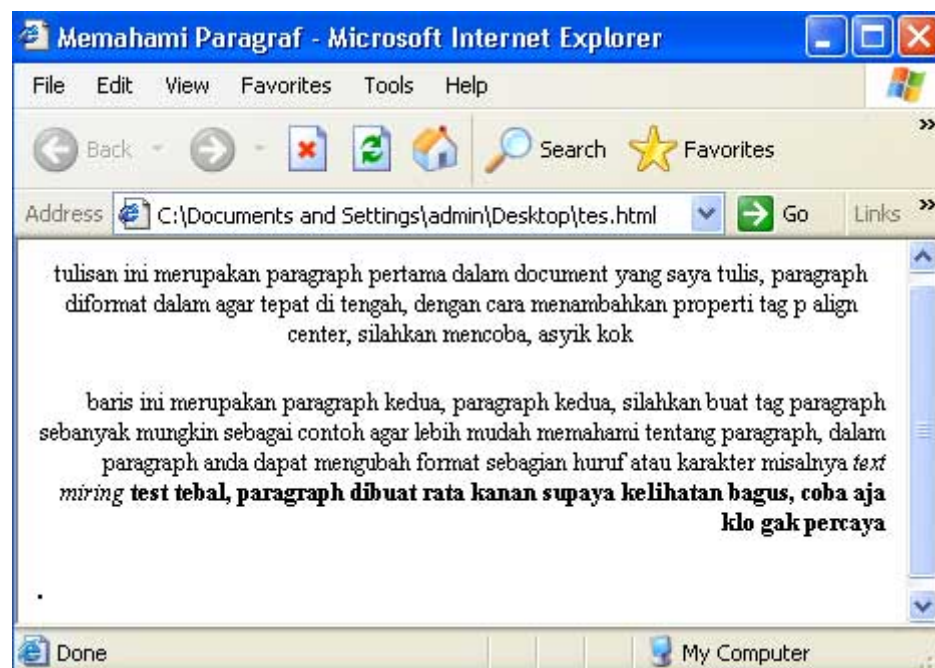 Memahami Paragraf - Microsoft Internet Explorer
File Edit View Favorites Tools Help
Back Search Favorites »
Address C:\Documents and Settings\admin\Desktop\tes.html Go Links »
tulisan ini merupakan paragraph pertama dalam document yang saya tulis, paragraph
diformat dalam agar tepat di tengah, dengan cara menambahkan properti tag p align
center, silahkan mencoba, asyik kok
baris ini merupakan paragraph kedua, paragraph kedua, silahkan buat tag paragraph
sebanyak mungkin sebagai contoh agar lebih mudah memahami tentang paragraph, dalam
paragraph anda dapat mengubah format sebagian huruf atau karakter misalnya text
miring test tebal, paragraph dibuat rata kanan supaya kelihatan bagus, coba aja
klo gak percaya
.
Done My Computer